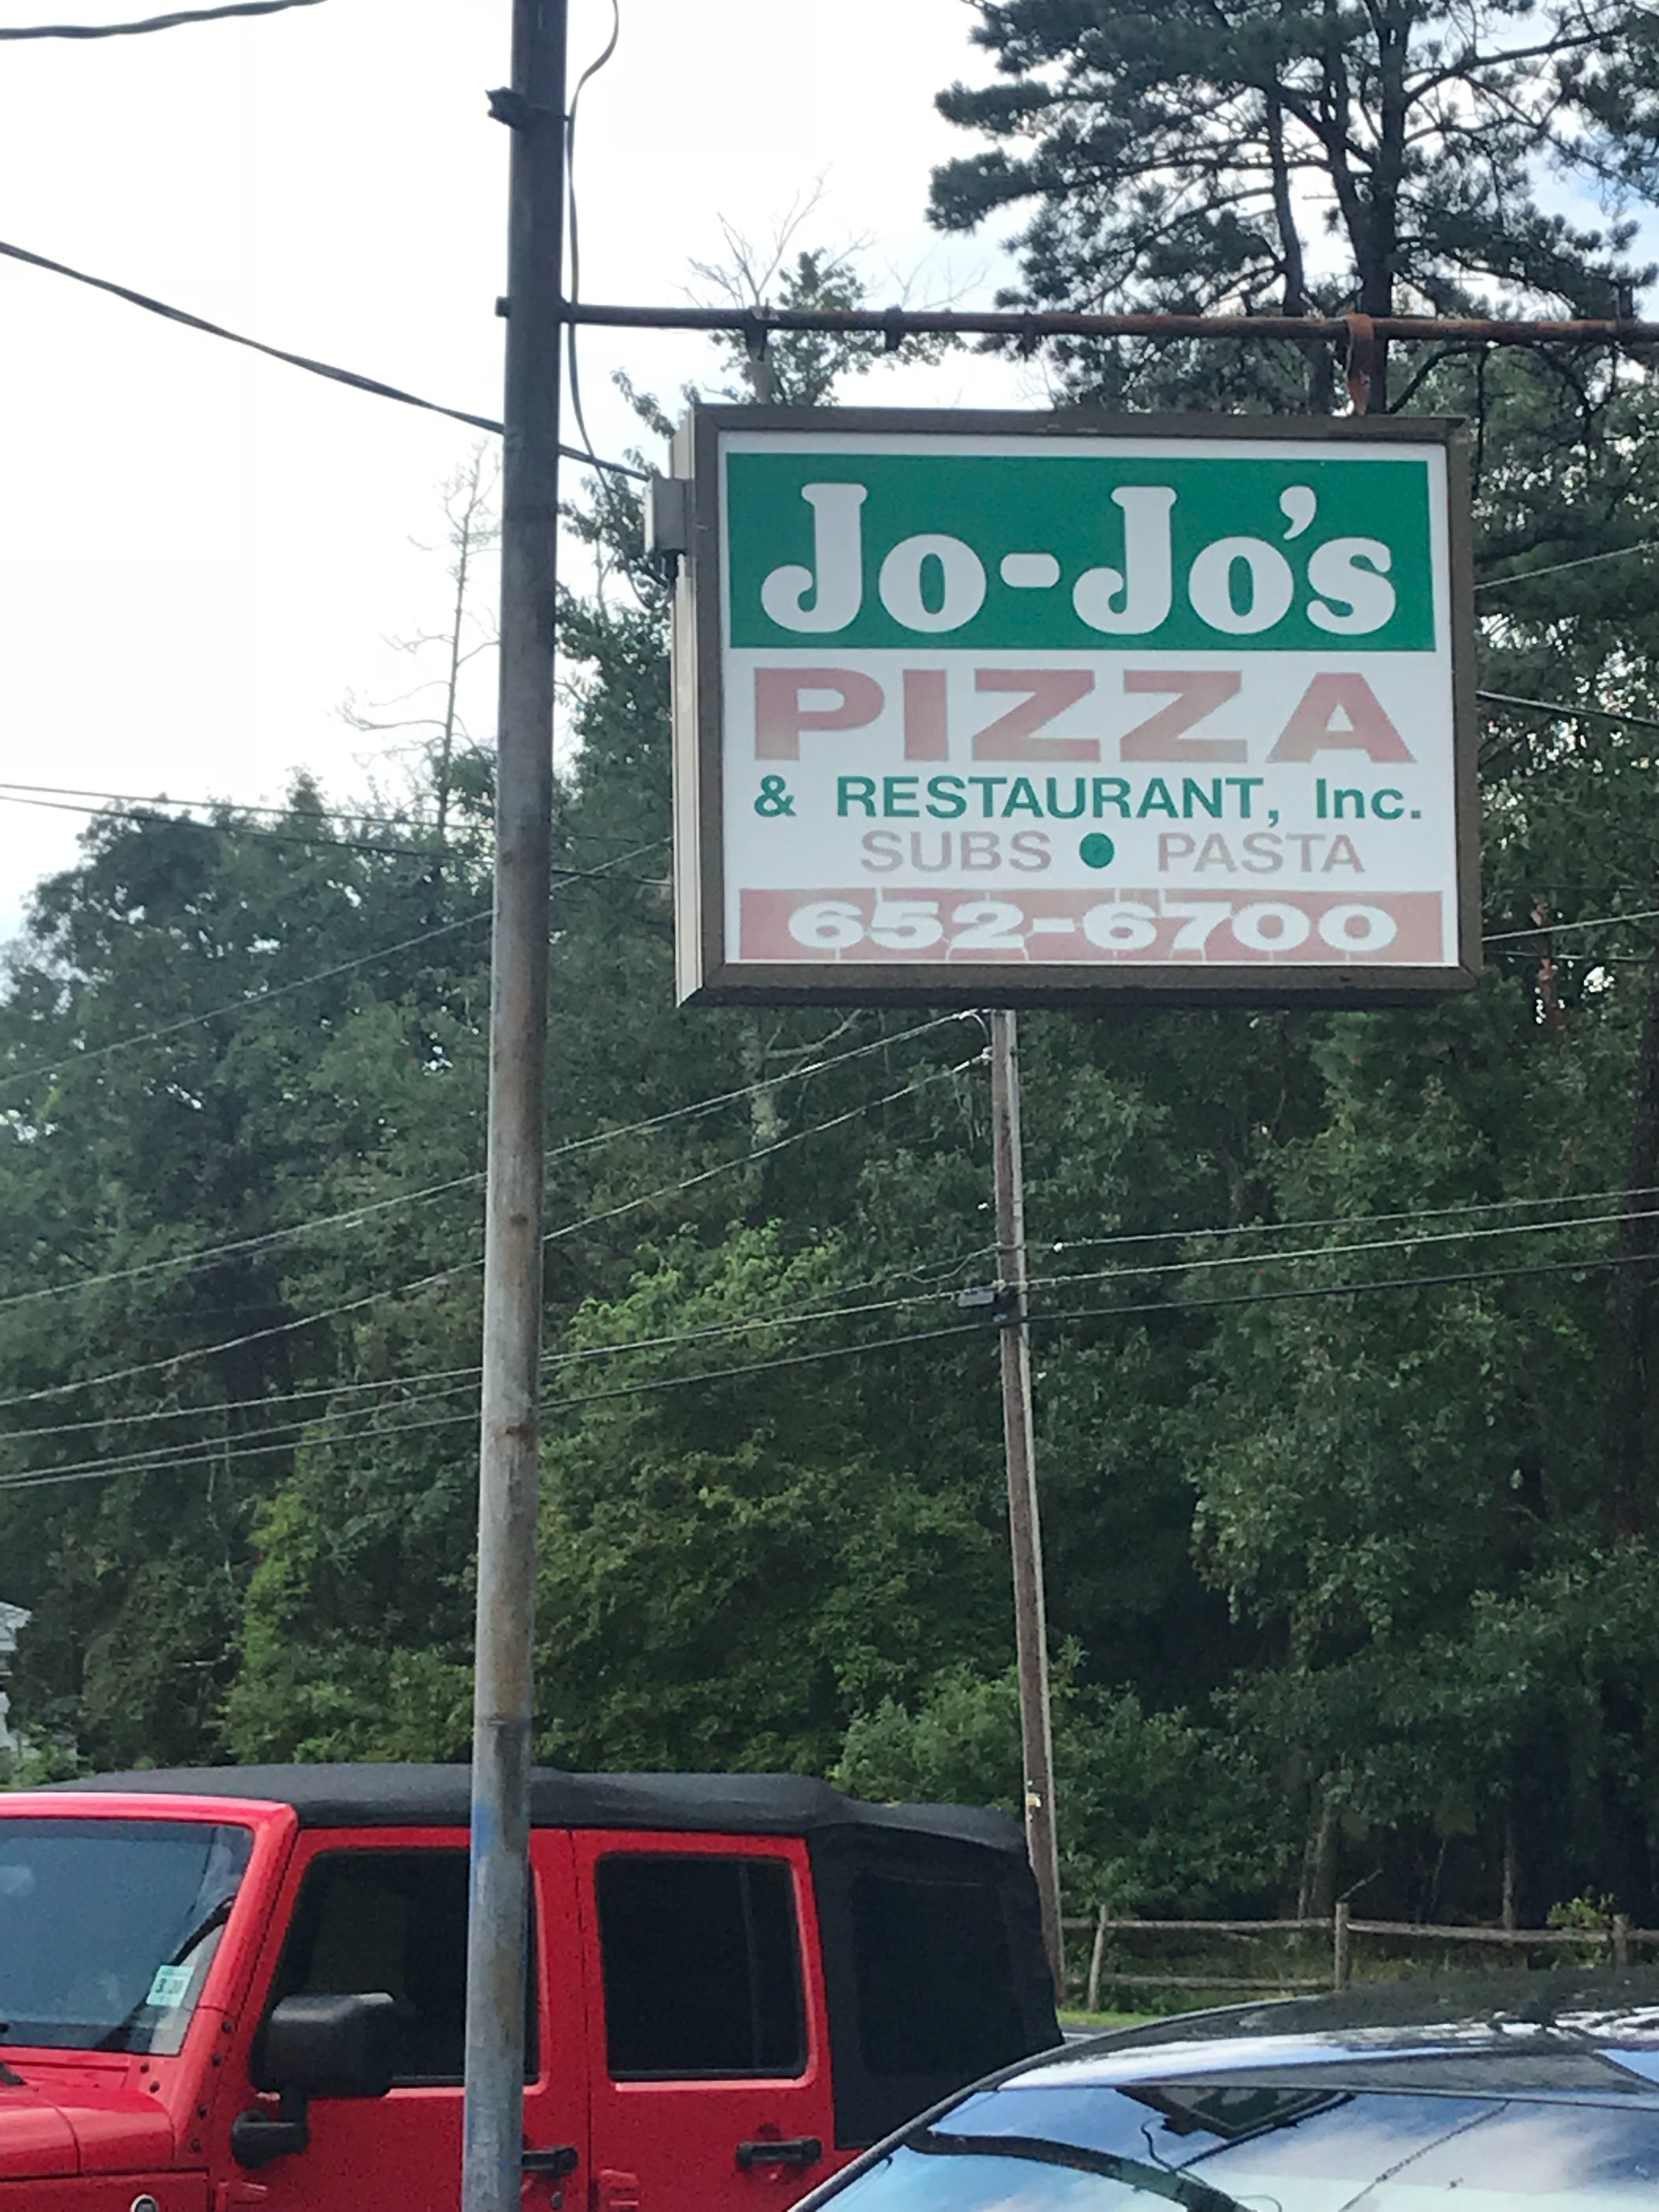 Jo-Jo's
PIZZA
& RESTAURANT, Inc.
SUBS • PASTA
652-6700